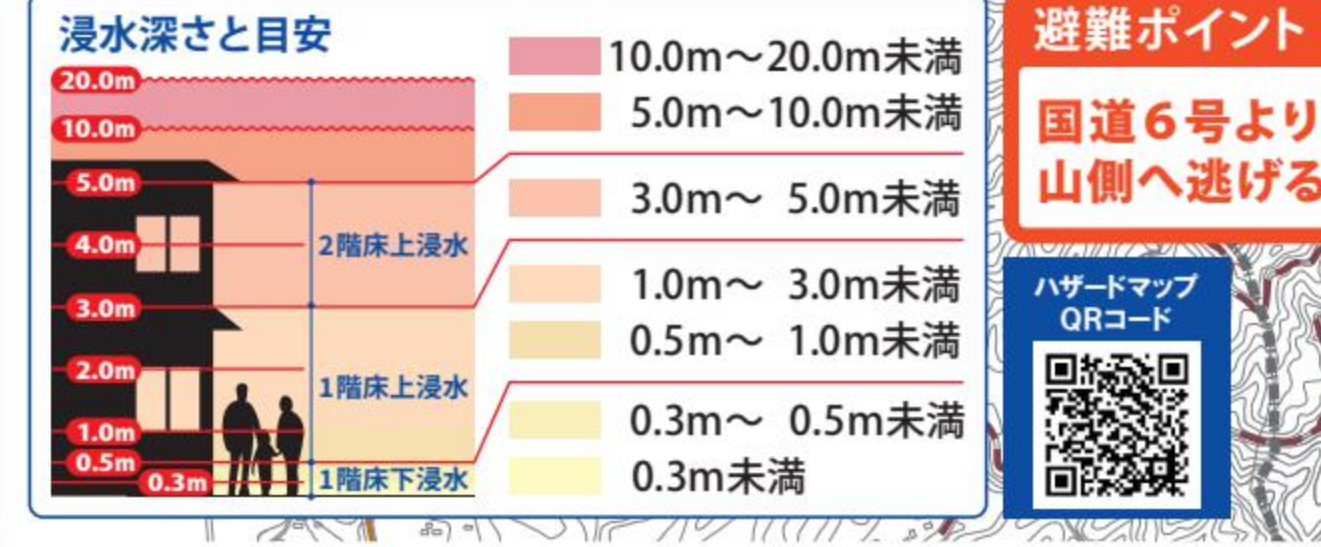 浸水深さと目安
20.0m
10.0m
5.0m
4.0m
3.0m
2.0m
1.0m
0.5m
0.3m
2階床上浸水
1階床上浸水
1階床下浸水
10.0m～20.0m未満
5.0m～10.0m未満
3.0m～ 5.0m未満
1.0m～ 3.0m未満
0.5m～ 1.0m未満
0.3m～ 0.5m未満
0.3m未満
避難ポイント
国道6号より
山側へ逃げる
ハザードマップ
QRコード